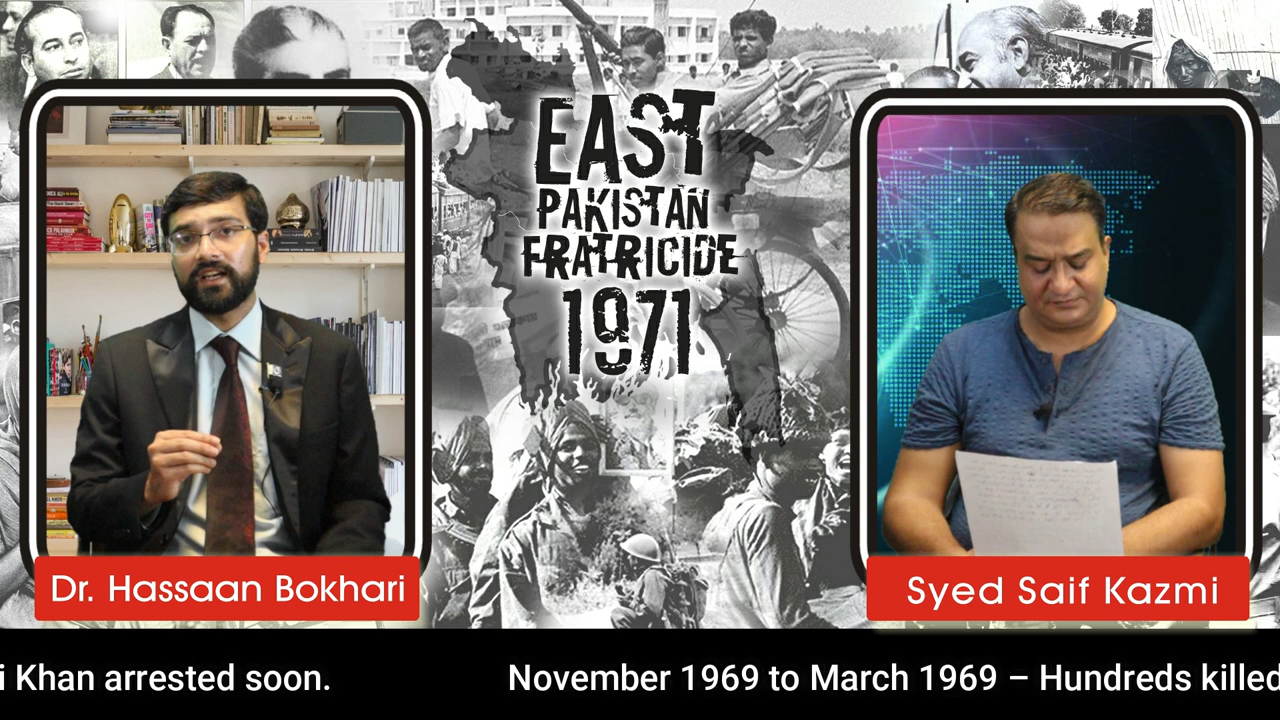 EAST
PAKISTAN
FRATRICIDE
1971
Dr. Hassaan Bokhari
Syed Saif Kazmi
i Khan arrested soon.
November 1969 to March 1969 – Hundreds killed